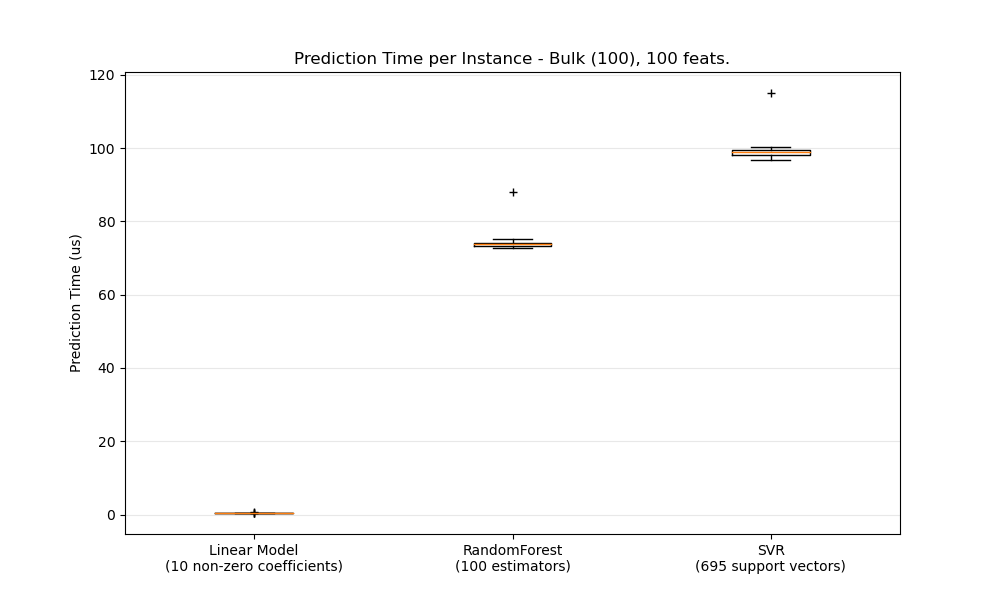 Prediction Time per Instance - Bulk (100), 100 feats.
Prediction Time (us)
120
100
80
60
40
20
0
Linear Model
(10 non-zero coefficients)
RandomForest
(100 estimators)
SVR
(695 support vectors)